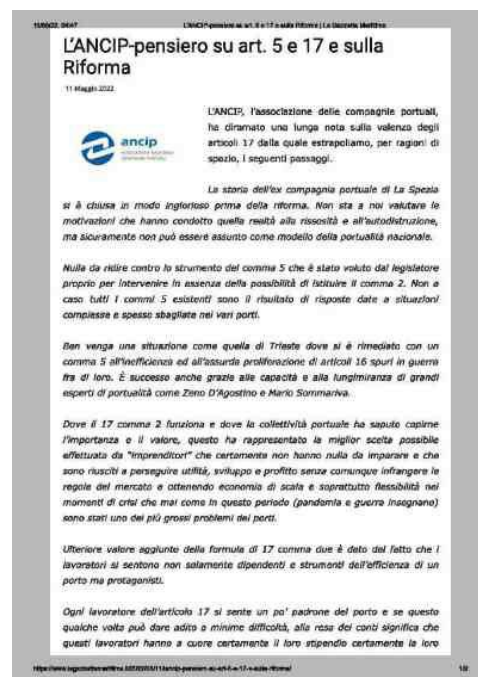 L'ANCIP-pensiero su art. 5 e 17 e sulla
Riforma
11 Maggio 2022
L'ANCIP, l'associazione delle compagnie portuali,
ha diramato una lunga nota sulla valenza degli
articoli 17 dalla quale estrapoliamo, per ragioni di
spazio, i seguenti passaggi.
ancip
La storia dell'ex compagnia portuale di La Spezia
si è chiusa in modo inglorioso prima della riforma. Non sta a noi valutare le
motivazioni che hanno condotto quella realtà alla rissosità e all'autodistruzione,
ma sicuramente non può essere assunto come modello della portualità nazionale.
Nulla da ridire contro lo strumento del comma 5 che è stato voluto dal legislatore
proprio per intervenire in assenza della possibilità di istituire il comma 2. Non a
caso tutti i commi 5 esistenti sono il risultato di risposte date a situazioni
complesse e spesso sbagliate nei vari porti.
Ben venga una situazione come quella di Trieste dove si è rimediato con un
comma 5 all'inefficienza ed all'assurda proliferazione di articoli 16 spuri in guerra
fra di loro. È successo anche grazie alle capacità e alla lungimiranza di grandi
esperti di portualità come Zeno D'Agostino e Mario Sommariva.
Dove il 17 comma 2 funziona e dove la collettività portuale ha saputo capirne
l'importanza e il valore, questo ha rappresentato la miglior scelta possibile
effettuata da "imprenditori" che certamente non hanno nulla da imparare e che
sono riusciti a perseguire utilità, sviluppo e profitto senza comunque infrangere le
regole del mercato e ottenendo economia di scala e soprattutto flessibilità nei
momenti di crisi che mai come in questo periodo (pandemia e guerra insegnano)
sono stati uno dei più grossi problemi dei porti.
Ulteriore valore aggiunto della formula di 17 comma due è dato del fatto che i
lavoratori si sentono non solamente dipendenti e strumenti dell'efficienza di un
porto ma protagonisti.
Ogni lavoratore dell'articolo 17 si sente un po' padrone del porto e se questo
qualche volta può dare adito a minime difficoltà, alla resa dei conti significa che
questi lavoratori hanno a cuore certamente il loro stipendio certamente la loro
1/2